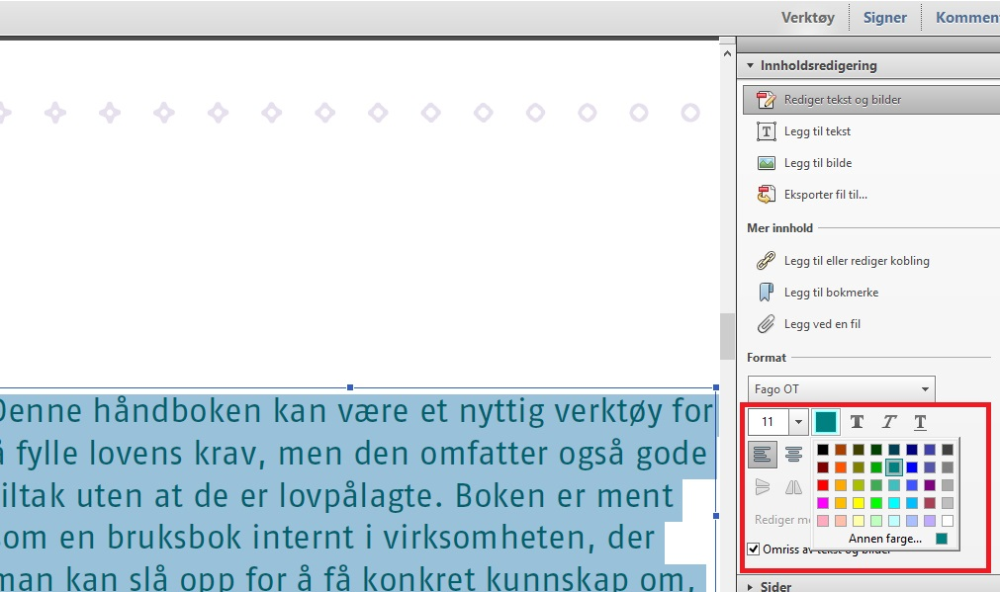 Verktøy Signer
Innholdsredigering
Rediger tekst og bilder
Legg til tekst
Legg til bilde
Eksporter fil til...
Mer innhold
Legg til eller rediger kobling
Legg til bokmerke
Legg ved en fil
Format
Fago OT
11 T T T
Rediger
Annen farge...
Omriss av tekst og bilder
Sider
Denne håndboken kan være et nyttig verktøy for
å fylle lovens krav, men den omfatter også gode
tiltak uten at de er lovpålagte. Boken er ment
som en bruksbok internt i virksomheten, der
man kan slå opp for å få konkret kunnskap om,